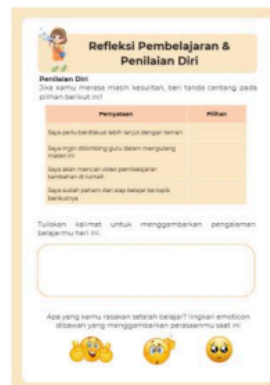 Refleksi Pembelajaran &
Penilaian Diri
Penilaian Diri
Jika kamu merasa masih kesulitan, beri tanda centang pada
pilihan berikut ini!
Pernyataan Pilihan
Saya perlu berdiskusi lebih lanjut dengan teman
Saya ingin dibimbing guru dalam mengulang
materi ini
Saya akan mencari video pembelajaran
tambahan di rumah
Saya sudah paham dan siap belajar ke topik
berikutnya
Tuliskan kalimat untuk menggambarkan pengalaman
belajarmu hari ini:
Apa yang kamu rasakan setelah belajar? lingkari emoticon
dibawah yang menggambarkan perasaanmu saat ini